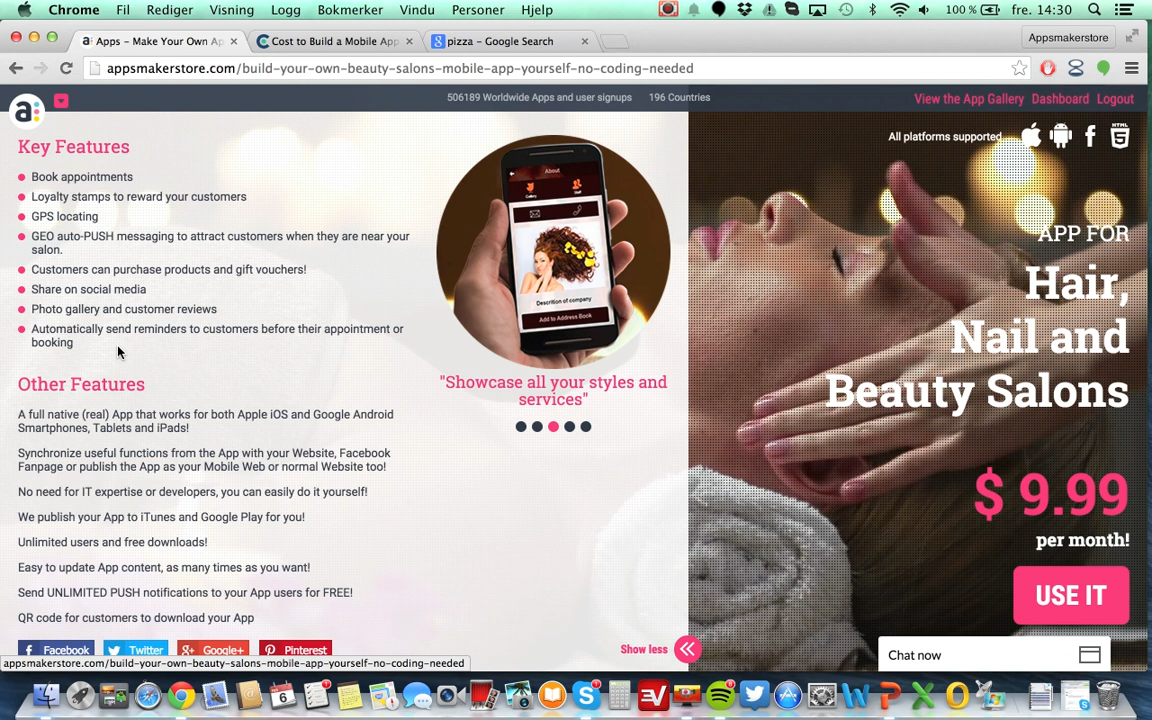 Chrome Fil Rediger Visning Logg Bokmerker Vindu Personer Hjelp 100 % fre. 14:30
a: Apps – Make Your Own Ap × Cost to Build a Mobile App × pizza – Google Search × Appsmakerstore
appsmakerstore.com/build-your-own-beauty-salons-mobile-app-yourself-no-coding-needed
a: 506189 Worldwide Apps and user signups 196 Countries View the App Gallery Dashboard Logout
Key Features
Book appointments
Loyalty stamps to reward your customers
GPS locating
GEO auto-PUSH messaging to attract customers when they are near your
salon.
Customers can purchase products and gift vouchers!
Share on social media
Photo gallery and customer reviews
Automatically send reminders to customers before their appointment or
booking
Other Features
A full native (real) App that works for both Apple iOS and Google Android
Smartphones, Tablets and iPads!
Synchronize useful functions from the App with your Website, Facebook
Fanpage or publish the App as your Mobile Web or normal Website too!
No need for IT expertise or developers, you can easily do it yourself!
We publish your App to iTunes and Google Play for you!
Unlimited users and free downloads!
Easy to update App content, as many times as you want!
Send UNLIMITED PUSH notifications to your App users for FREE!
QR code for customers to download your App
Facebook Twitter Google+ Pinterest
appsmakerstore.com/build-your-own-beauty-salons-mobile-app-yourself-no-coding-needed
About
Gallery
Descrition of company
Add to Address Book
"Showcase all your styles and
services"
Show less
All platforms supported
HTML
5
APP FOR
Hair,
Nail and
Beauty Salons
$ 9.99
per month!
USE IT
Chat now